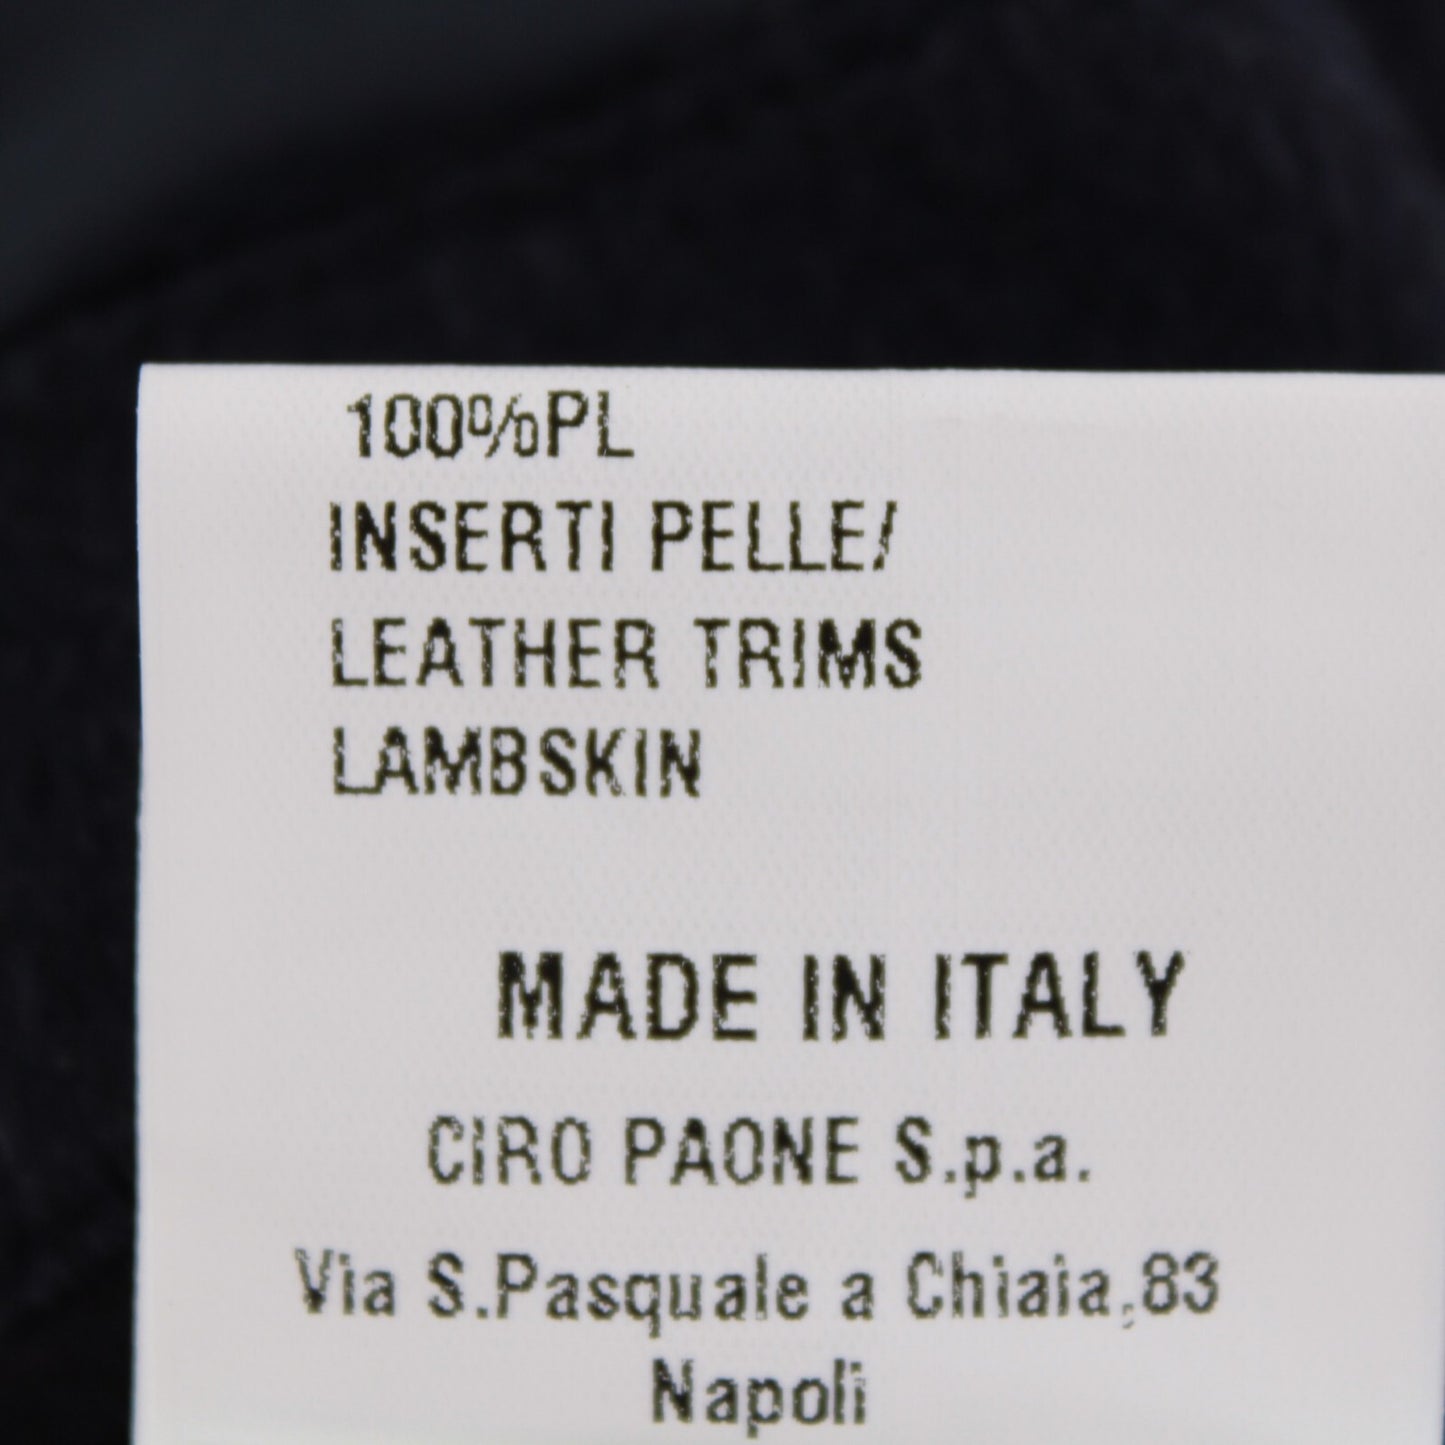 100%PL
INSERTI PELLE/
LEATHER TRIMS
LAMBSKIN
MADE IN ITALY
CIRO PAONE S.p.a.
Via S.Pasquale a Chiaia,83
Napoli